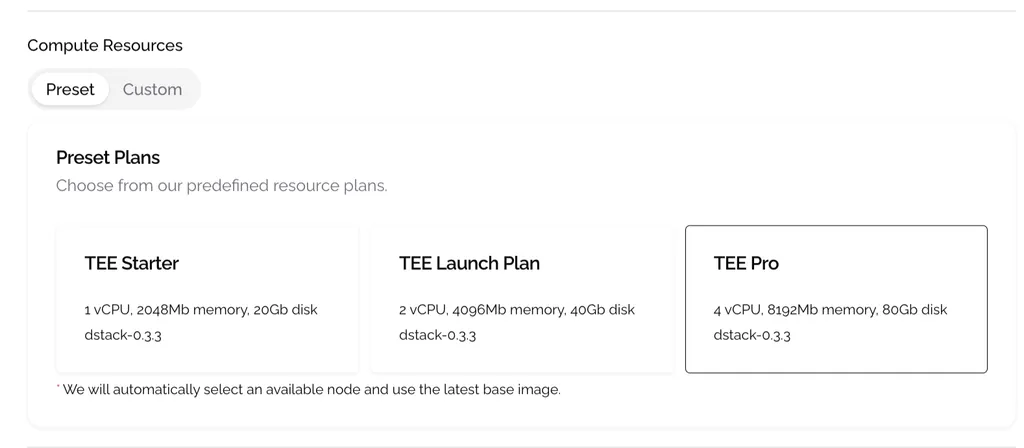 Compute Resources
Preset Custom
Preset Plans
Choose from our predefined resource plans.
TEE Starter
1 vCPU, 2048Mb memory, 20Gb disk
dstack-0.3.3
TEE Launch Plan
2 vCPU, 4096Mb memory, 40Gb disk
dstack-0.3.3
TEE Pro
4 vCPU, 8192Mb memory, 80Gb disk
dstack-0.3.3
* We will automatically select an available node and use the latest base image.